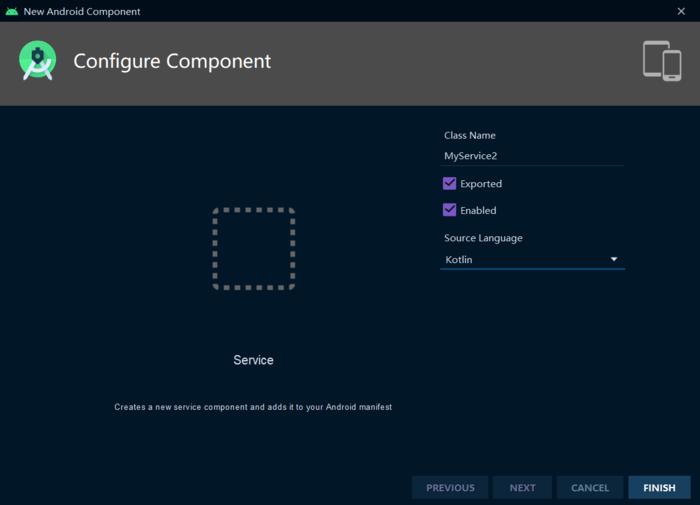 New Android Component
Configure Component
Class Name
MyService2
Exported
Enabled
Source Language
Kotlin
Service
Creates a new service component and adds it to your Android manifest
PREVIOUS
NEXT
CANCEL
FINISH